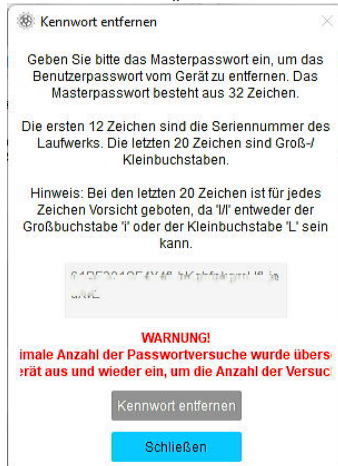 Kennwort entfernen
Geben Sie bitte das Masterpasswort ein, um das
Benutzerpasswort vom Gerät zu entfernen. Das
Masterpasswort besteht aus 32 Zeichen.
Die ersten 12 Zeichen sind die Seriennummer des
Laufwerks. Die letzten 20 Zeichen sind Groß-/
Kleinbuchstaben.
Hinweis: Bei den letzten 20 Zeichen ist für jedes
Zeichen Vorsicht geboten, da 'I/l' entweder der
Großbuchstabe 'i' oder der Kleinbuchstabe 'L' sein
kann.
WARNUNG!
imale Anzahl der Passwortversuche wurde übers
erät aus und wieder ein, um die Anzahl der Versuc
Kennwort entfernen
Schließen